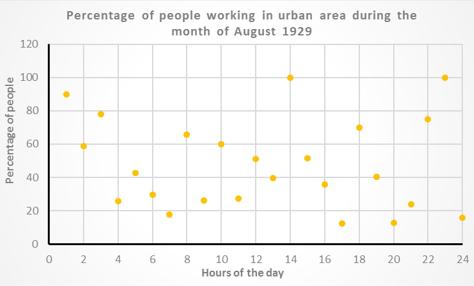 Percentage of people working in urban area during the
month of August 1929
Percentage of people
120
100
80
60
40
20
0
0 2 4 6 8 10 12 14 16 18 20 22 24
Hours of the day